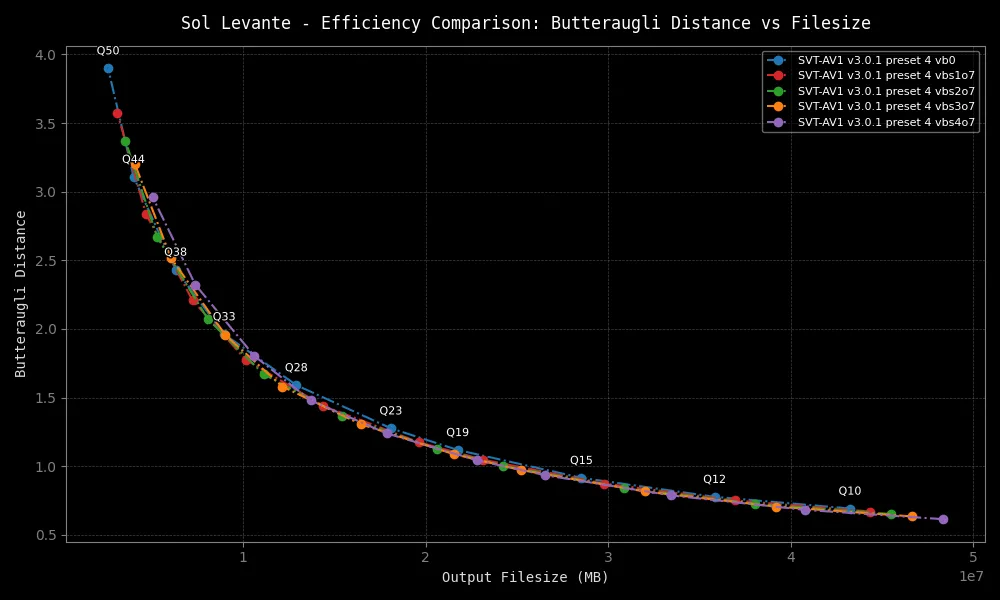 Sol Levante - Efficiency Comparison: Butteraugli Distance vs Filesize
Q50
4.0
SVT-AV1 v3.0.1 preset 4 vb0
SVT-AV1 v3.0.1 preset 4 vbs1o7
SVT-AV1 v3.0.1 preset 4 vbs2o7
SVT-AV1 v3.0.1 preset 4 vbs3o7
SVT-AV1 v3.0.1 preset 4 vbs4o7
3.5
Q44
3.0
2.5
Q38
Q33
2.0
Q28
1.5
Q23
Q19
1.0
Q15
Q12
Q10
0.5
Butteraugli Distance
1 2 3 4 5
1e7
Output Filesize (MB)